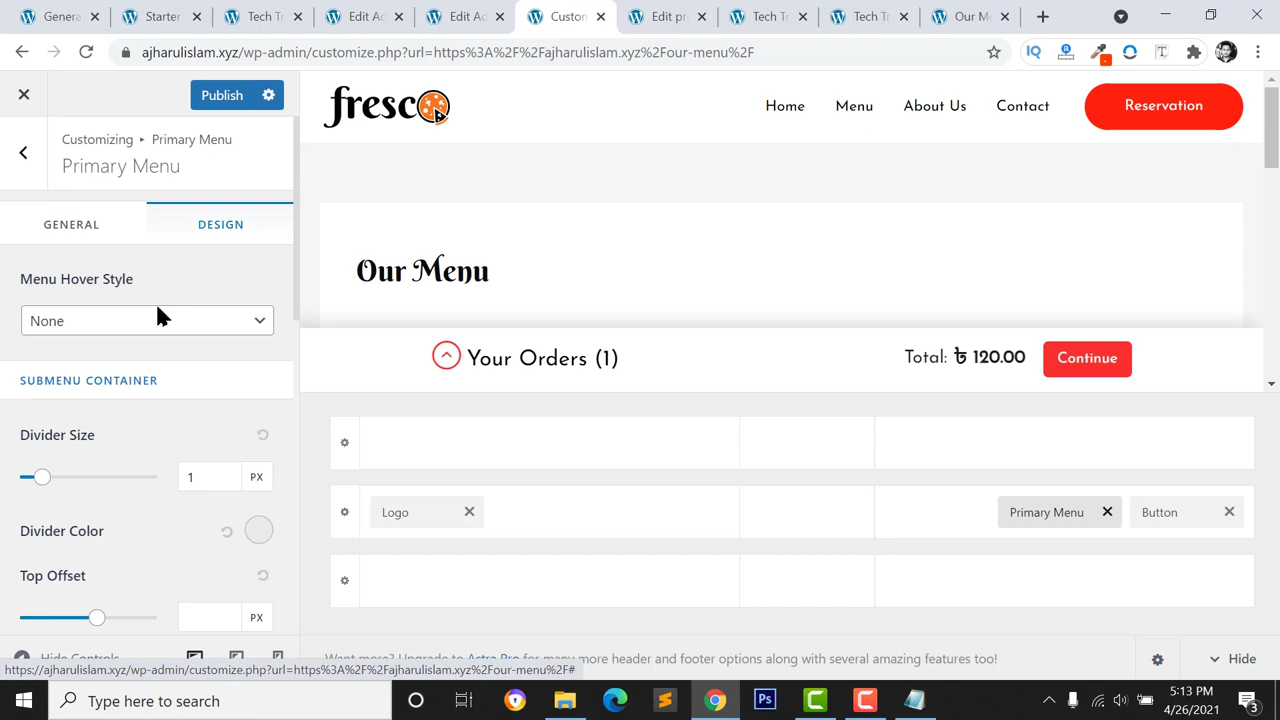 Genera
Starter
Tech Tr
Edit Ac
Edit Ad
Custom
Edit pr
Tech Tr
Tech Tr
Our M
ajharulislam.xyz/wp-admin/customize.php?url=https%3A%2F%2Fajharulislam.xyz%2Four-menu%2F
Publish
Customizing ▸ Primary Menu
Primary Menu
GENERAL
DESIGN
Menu Hover Style
None
SUBMENU CONTAINER
Divider Size
1
PX
Divider Color
Top Offset
PX
Hide Controls
fresco
Home
Menu
About Us
Contact
Reservation
Our Menu
Your Orders (1)
Total: ৳ 120.00
Continue
Logo
Primary Menu
Button
Want more? Upgrade to Astra Pro for many more header and footer options along with several amazing features too!
Hide
https://ajharulislam.xyz/wp-admin/customize.php?url=https%3A%2F%2Fajharulislam.xyz%2Four-menu%2F#
Type here to search
5:13 PM
4/26/2021
3